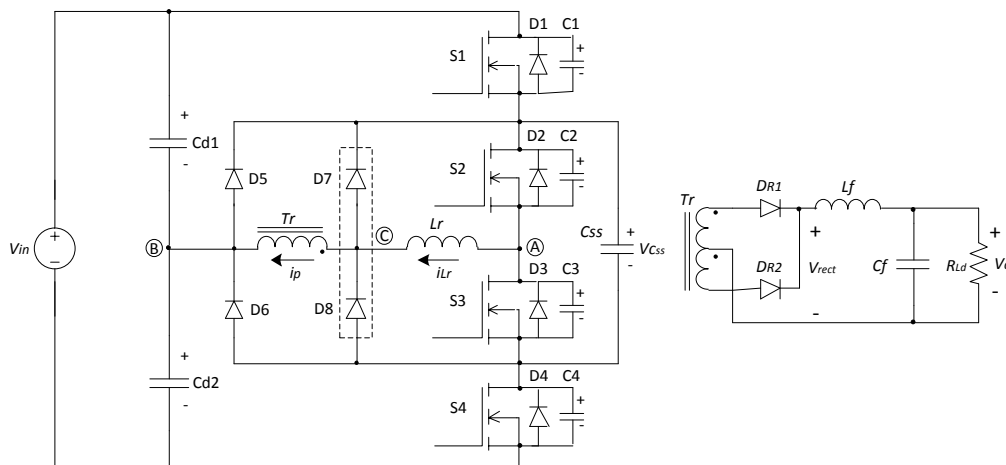 D1 C1
S1
+
-
+
Cd1
-
D2 C2
S2
+
-
D5 D7
Tr
Lr
A
B
C
Css
+
VCss
-
Vin
+
-
ip
iLr
D3 C3
S3
+
-
D6 D8
+
Cd2
-
D4 C4
S4
+
-
Tr
DR1
Lf
DR2
+
Vrect
-
Cf
RLd
+
-